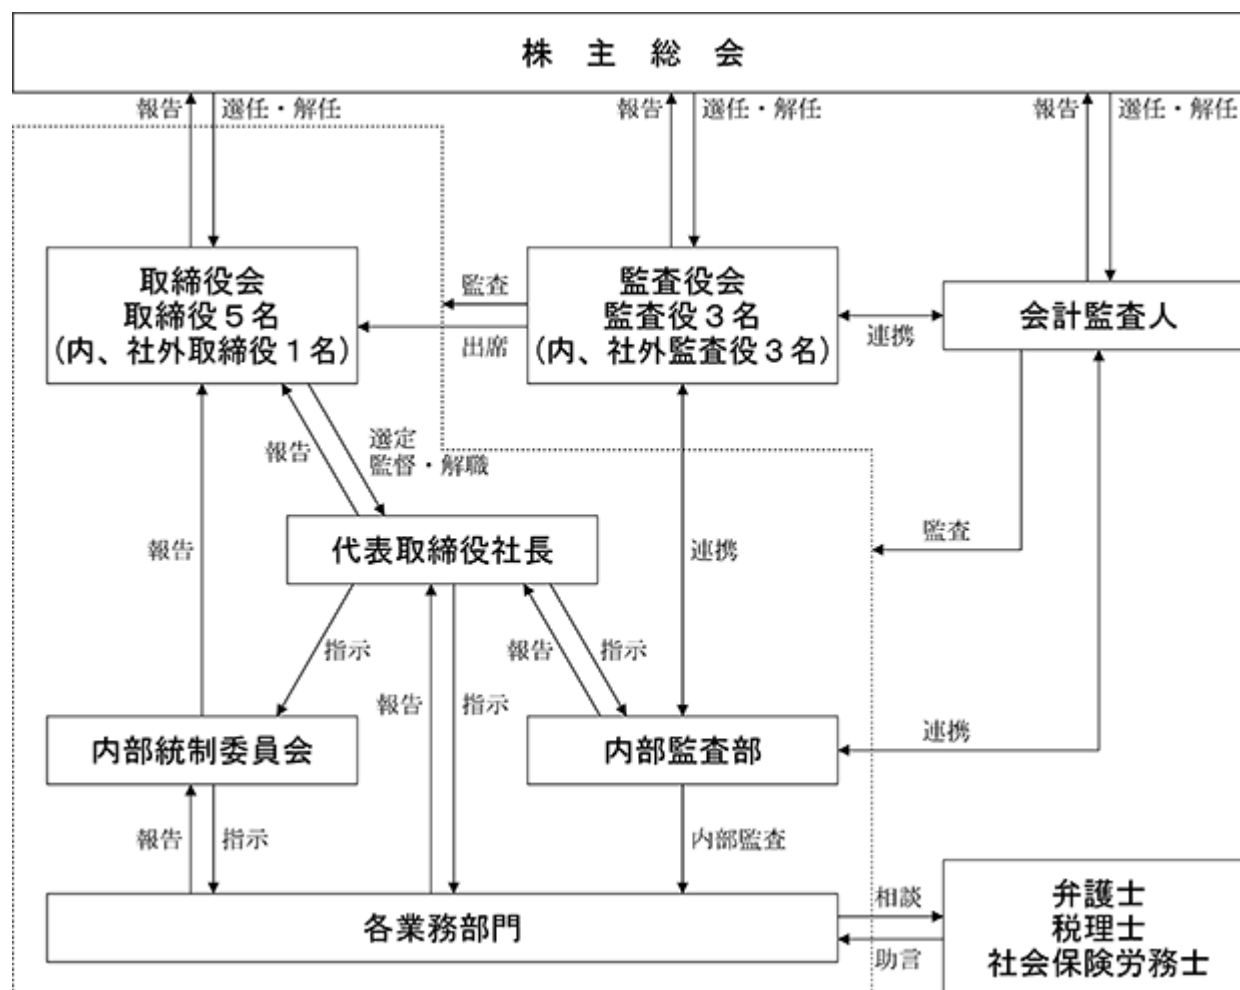 株 主 総 会
報告
選任・解任
報告
選任・解任
報告
選任・解任
取締役会
取締役５名
(内、社外取締役１名)
監査
出席
監査役会
監査役３名
(内、社外監査役３名)
連携
会計監査人
報告
選定
監督・解職
報告
代表取締役社長
連携
監査
指示
報告
指示
報告
指示
内部統制委員会
内部監査部
連携
報告
指示
内部監査
各業務部門
相談
助言
弁護士
税理士
社会保険労務士